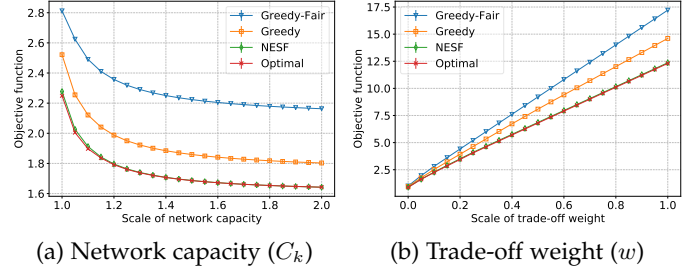 Objective function
2.8
2.6
2.4
2.2
2.0
1.8
1.6
Greedy-Fair
Greedy
NESF
Optimal
1.0 1.2 1.4 1.6 1.8 2.0
Scale of network capacity
(a) Network capacity (C_k)
Objective function
17.5
15.0
12.5
10.0
7.5
5.0
2.5
Greedy-Fair
Greedy
NESF
Optimal
0.0 0.2 0.4 0.6 0.8 1.0
Scale of trade-off weight
(b) Trade-off weight (w)